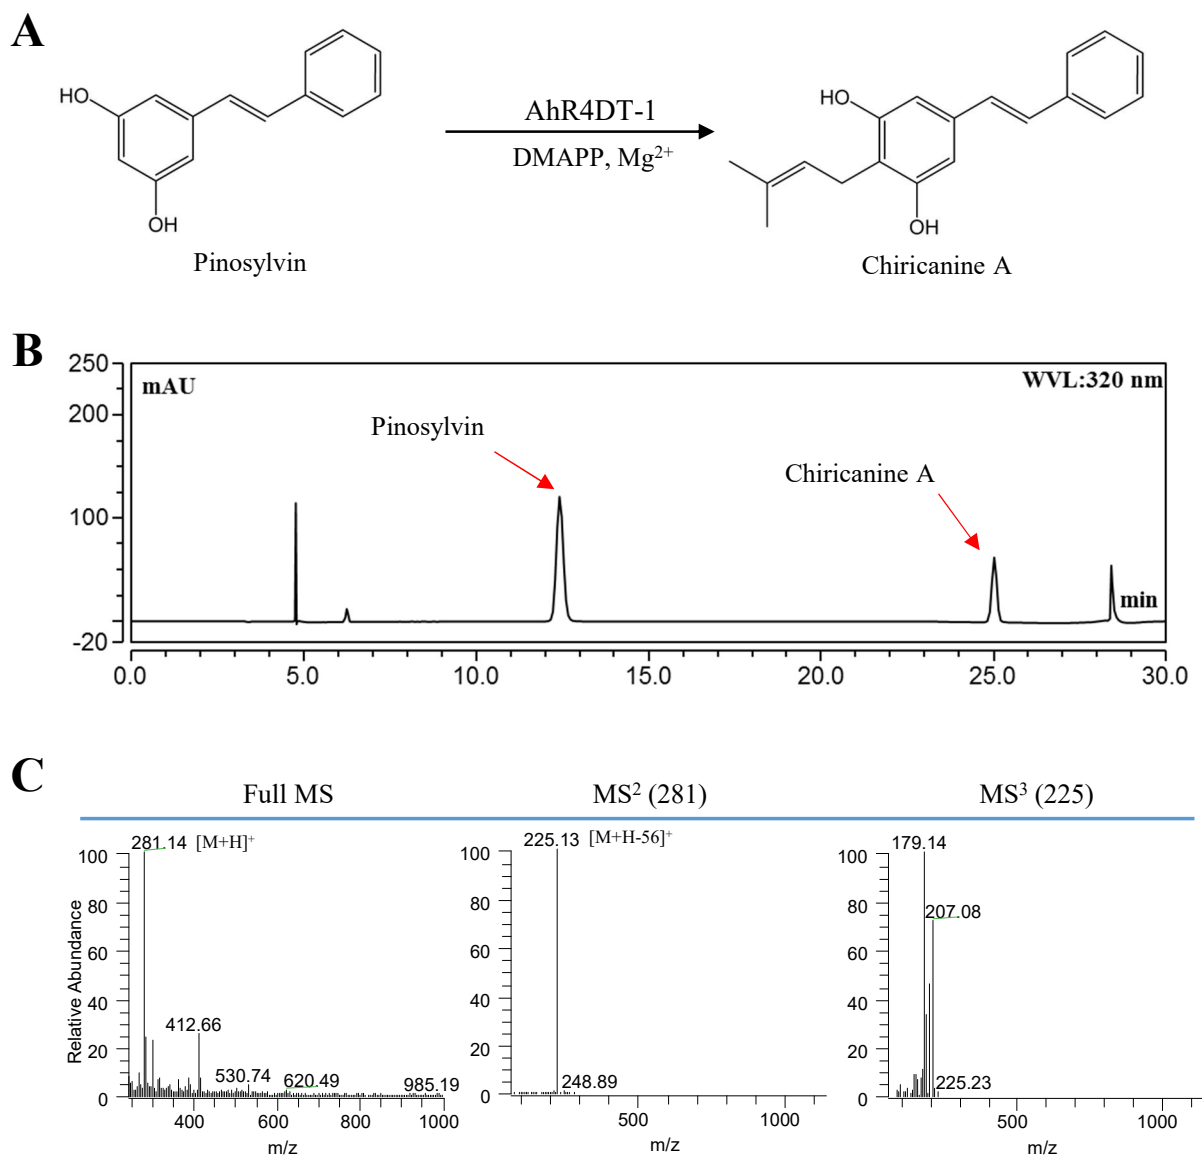 A
HO
OH
Pinosylvin
AhR4DT-1
DMAPP, Mg²⁺
HO
OH
Chiricanine A
B
250
200
100
-20
mAU
WVL:320 nm
Pinosylvin
Chiricanine A
min
0.0 5.0 10.0 15.0 20.0 25.0 30.0
C
Full MS
MS² (281)
MS³ (225)
281.14 [M+H]⁺
100
80
60
40
20
0
Relative Abundance
412.66
530.74
620.49
985.19
400 600 800 1000
m/z
225.13 [M+H-56]⁺
100
80
60
40
20
0
248.89
500 1000
m/z
179.14
207.08
100
80
60
40
20
0
225.23
500 1000
m/z